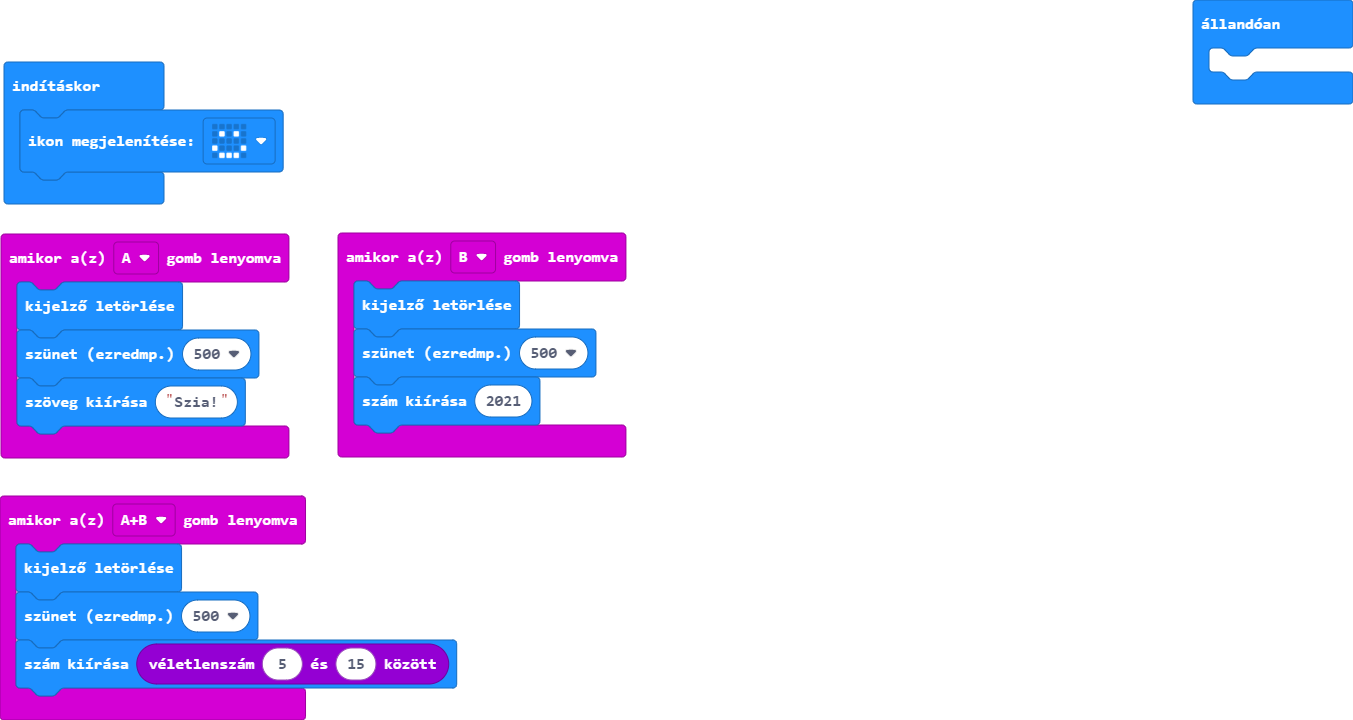 állandóan
indításkor
ikon megjelenítése:
amikor a(z) A gomb lenyomva
kijelző letörlése
szünet (ezredmp.) 500
szöveg kiírása "Szia!"
amikor a(z) B gomb lenyomva
kijelző letörlése
szünet (ezredmp.) 500
szám kiírása 2021
amikor a(z) A+B gomb lenyomva
kijelző letörlése
szünet (ezredmp.) 500
szám kiírása véletlenszám 5 és 15 között